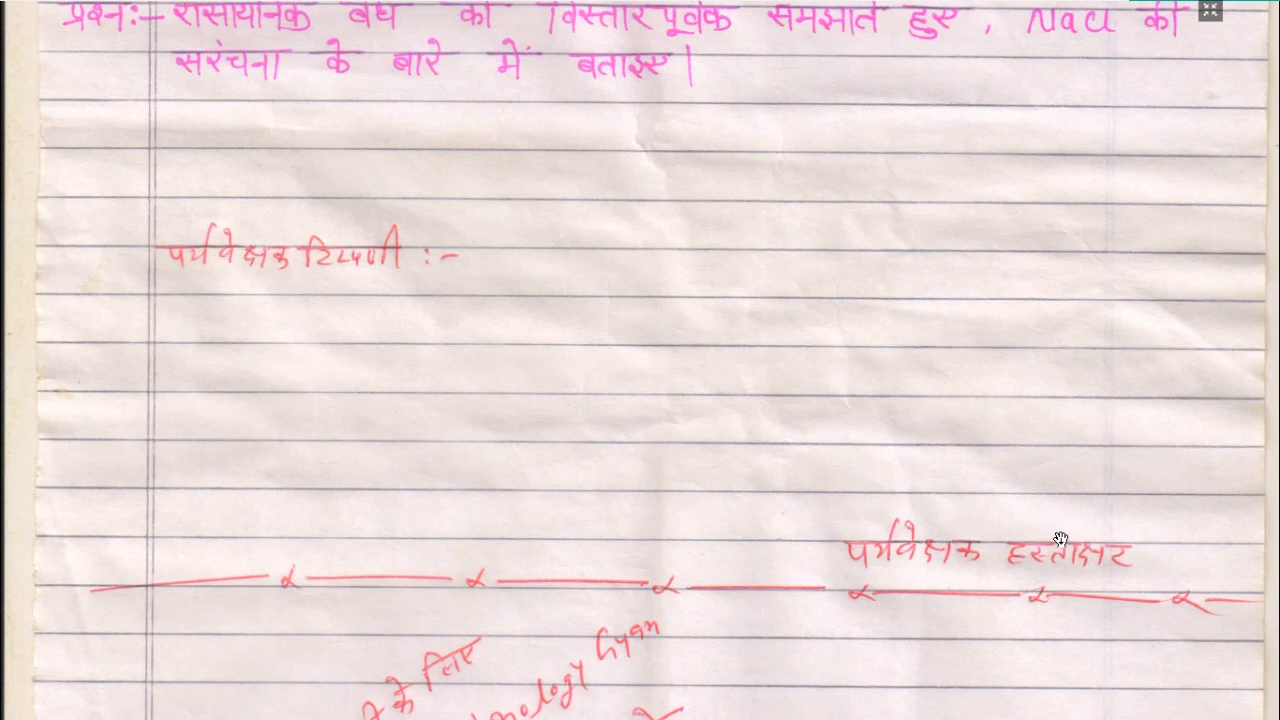 प्रश्न:- रासायनिक बंध को विस्तारपूर्वक समझाते हुए, NaCl की
सरंचना के बारे में बताइए।
पर्यवेक्षक टिप्पणी :-
पर्यवेक्षक हस्ताक्षर
के लिए
Gyan